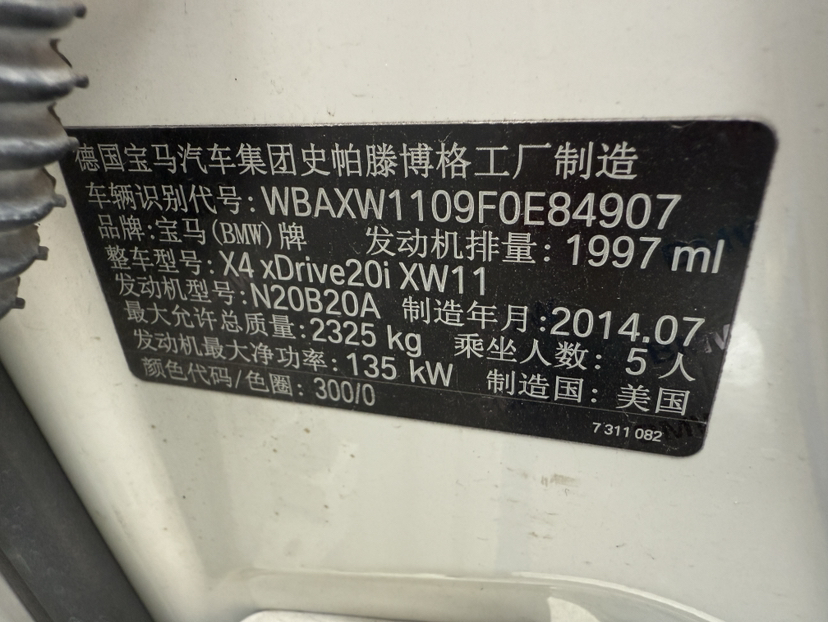 德国宝马汽车集团史帕滕博格工厂制造
车辆识别代号: WBAXW1109F0E84907
品牌: 宝马(BMW)牌 发动机排量: 1997 ml
整车型号: X4 xDrive20i XW11
发动机型号: N20B20A 制造年月: 2014.07
最大允许总质量: 2325 kg 乘坐人数: 5 人
发动机最大净功率: 135 kW 制造国: 美国
颜色代码/色圈: 300/0
7 311 082